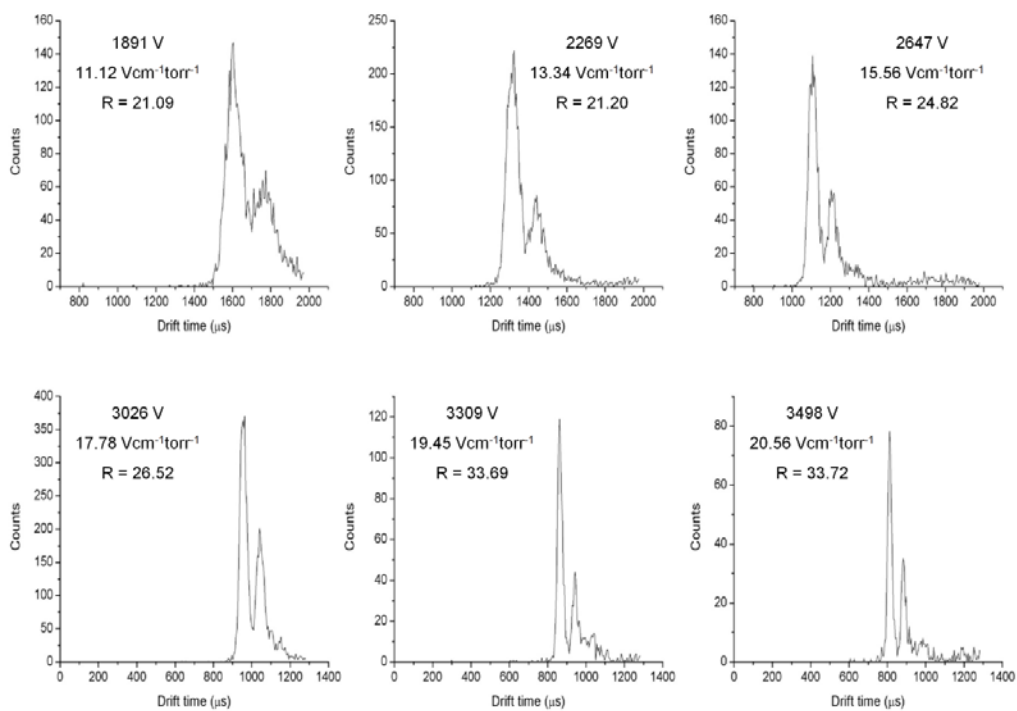 160
140
120
100
80
60
40
20
0
Counts
1891 V
11.12 Vcm⁻¹torr⁻¹
R = 21.09
800 1000 1200 1400 1600 1800 2000
Drift time (μs)
250
200
150
100
50
0
Counts
2269 V
13.34 Vcm⁻¹torr⁻¹
R = 21.20
800 1000 1200 1400 1600 1800 2000
Drift time (μs)
160
140
120
100
80
60
40
20
0
Counts
2647 V
15.56 Vcm⁻¹torr⁻¹
R = 24.82
800 1000 1200 1400 1600 1800 2000
Drift time (μs)
400
350
300
250
200
150
100
50
0
Counts
3026 V
17.78 Vcm⁻¹torr⁻¹
R = 26.52
0 200 400 600 800 1000 1200 1400
Drift time (μs)
120
100
80
60
40
20
0
Counts
3309 V
19.45 Vcm⁻¹torr⁻¹
R = 33.69
0 200 400 600 800 1000 1200 1400
Drift time (μs)
80
60
40
20
0
Counts
3498 V
20.56 Vcm⁻¹torr⁻¹
R = 33.72
0 200 400 600 800 1000 1200 1400
Drift time (μs)